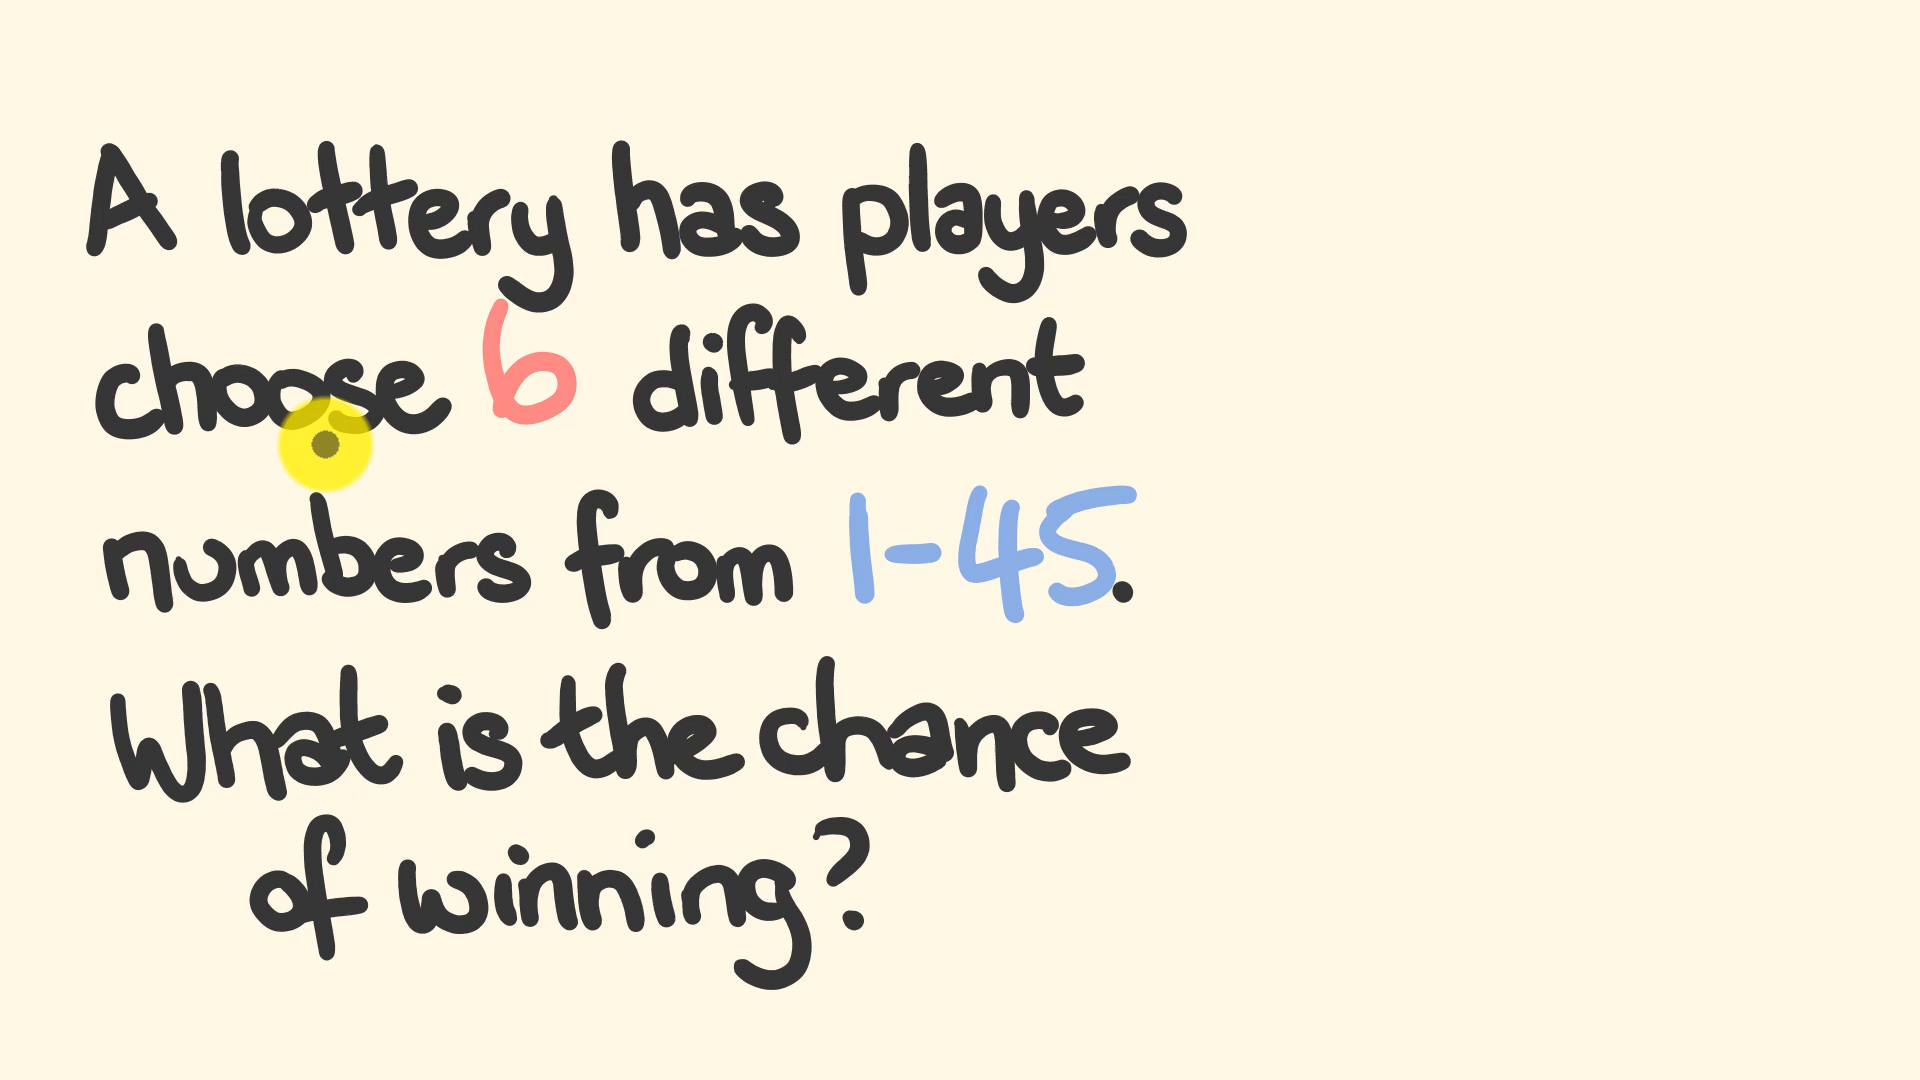 A lottery has players
choose 6 different
numbers from 1-45.
What is the chance
of winning?